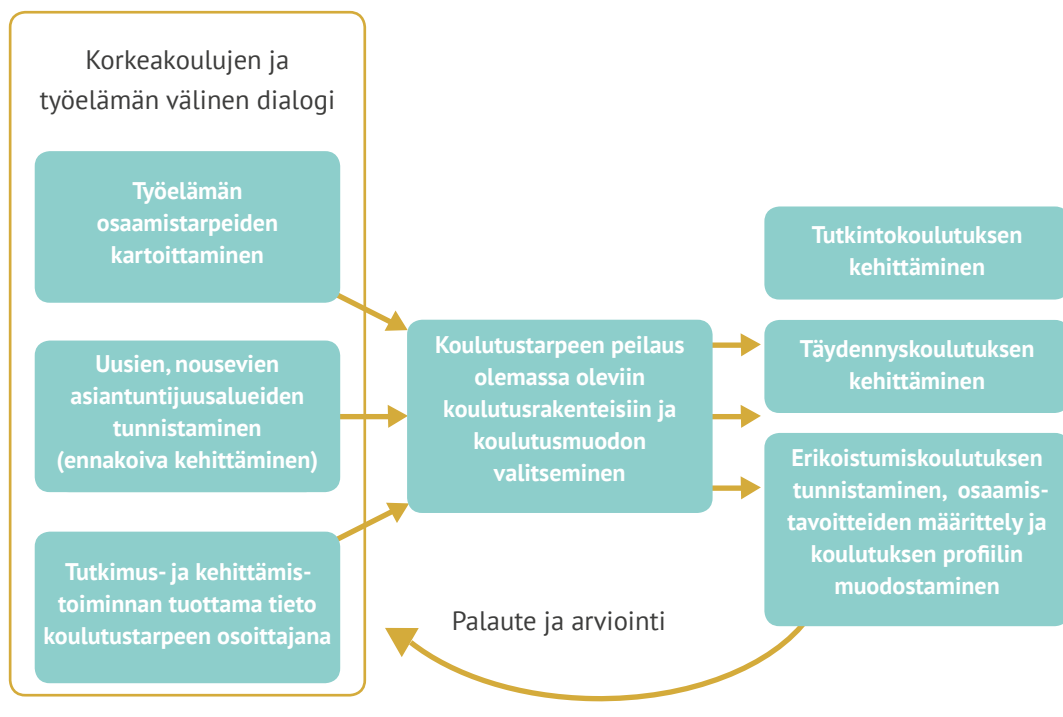 Korkeakoulujen ja
työelämän välinen dialogi
Työelämän
osaamistarpeiden
kartoittaminen
Uusien, nousevien
asiantuntijuusalueiden
tunnistaminen
(ennakoiva kehittäminen)
Tutkimus- ja kehittämis-
toiminnan tuottama tieto
koulutustarpeen osoittajana
Koulutustarpeen peilaus
olemassa oleviin
koulutusrakenteisiin ja
koulutusmuodon
valitseminen
Tutkintokoulutuksen
kehittäminen
Täydennyskoulutuksen
kehittäminen
Erikoistumiskoulutuksen
tunnistaminen, osaamis-
tavoitteiden määrittely ja
koulutuksen profiilin
muodostaminen
Palaute ja arviointi